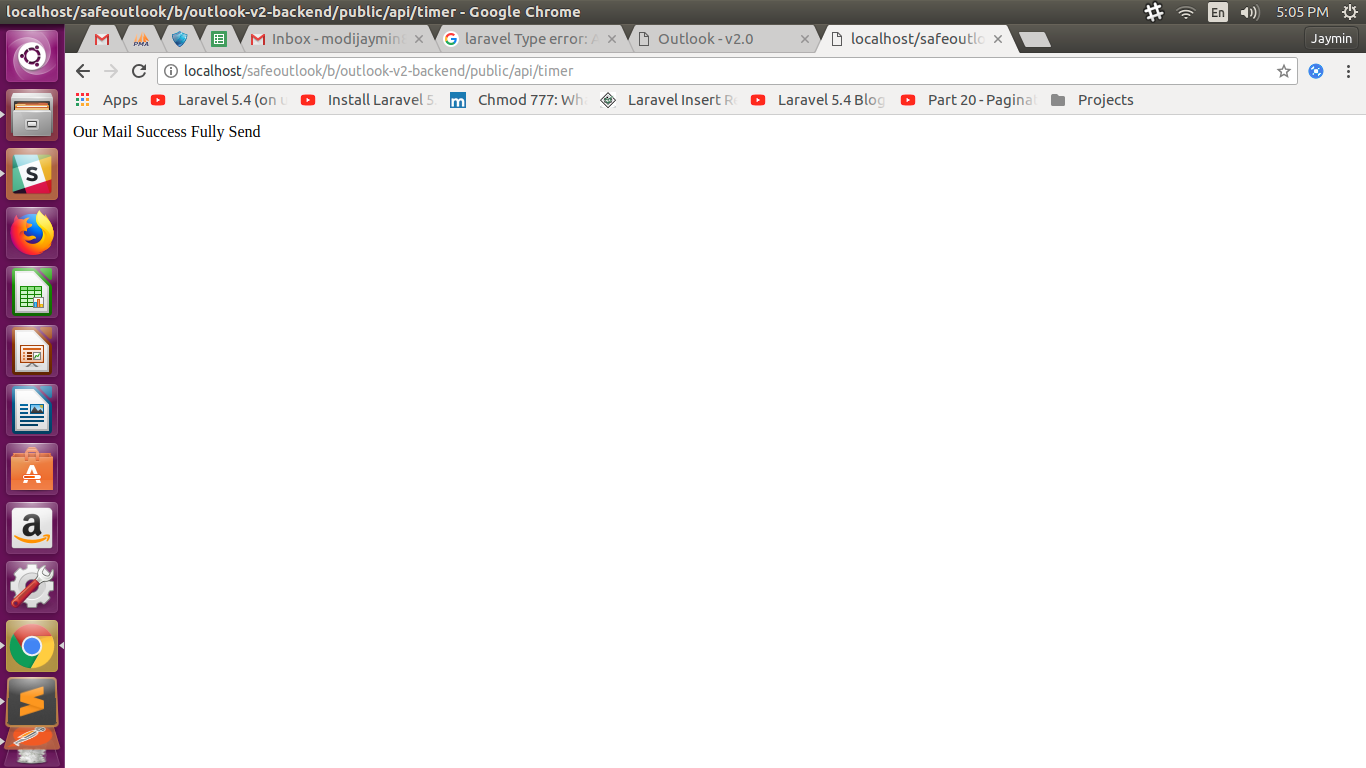 localhost/safeoutlook/b/outlook-v2-backend/public/api/timer - Google Chrome
En
5:05 PM
PMA
Inbox - modijaymin
laravel Type error:
Outlook - v2.0
localhost/safeoutlo
Jaymin
localhost/safeoutlook/b/outlook-v2-backend/public/api/timer
Apps
Laravel 5.4 (on u
Install Laravel 5
Chmod 777: Wh
Laravel Insert R
Laravel 5.4 Blog
Part 20 - Paginat
Projects
Our Mail Success Fully Send